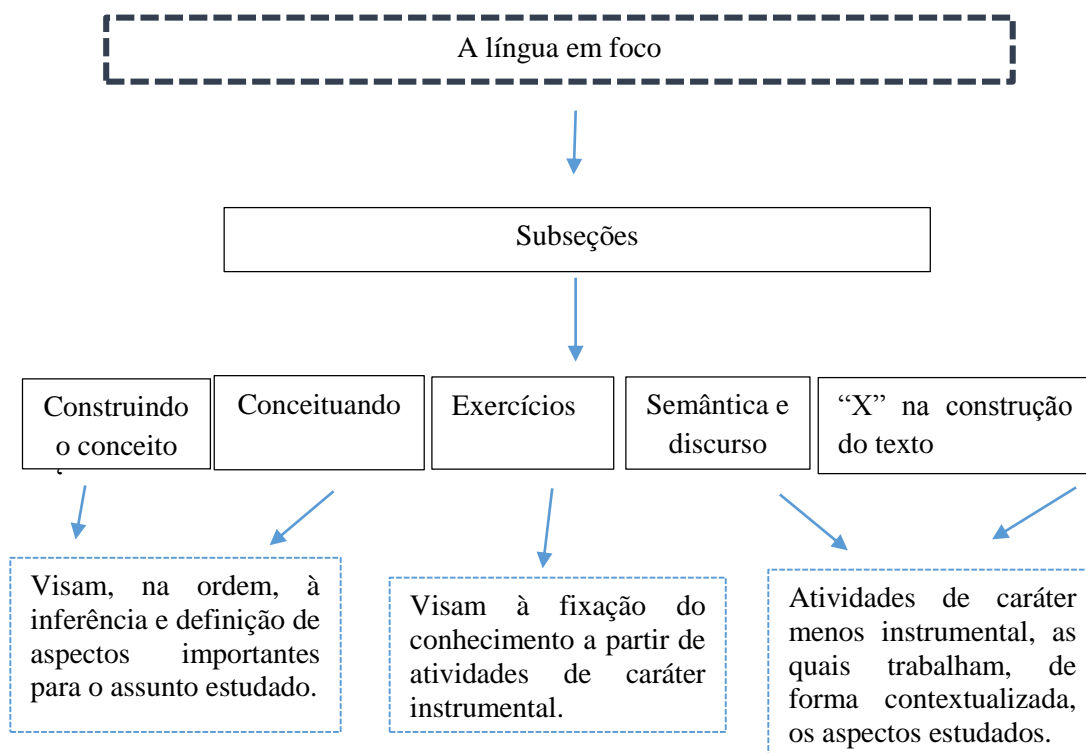 A língua em foco
Subseções
Construindo
o conceito
Conceituando
Exercícios
Semântica e
discurso
“X” na construção
do texto
Visam, na ordem, à
inferência e definição de
aspectos importantes
para o assunto estudado.
Visam à fixação do
conhecimento a partir de
atividades de caráter
instrumental.
Atividades de caráter
menos instrumental, as
quais trabalham, de
forma contextualizada,
os aspectos estudados.